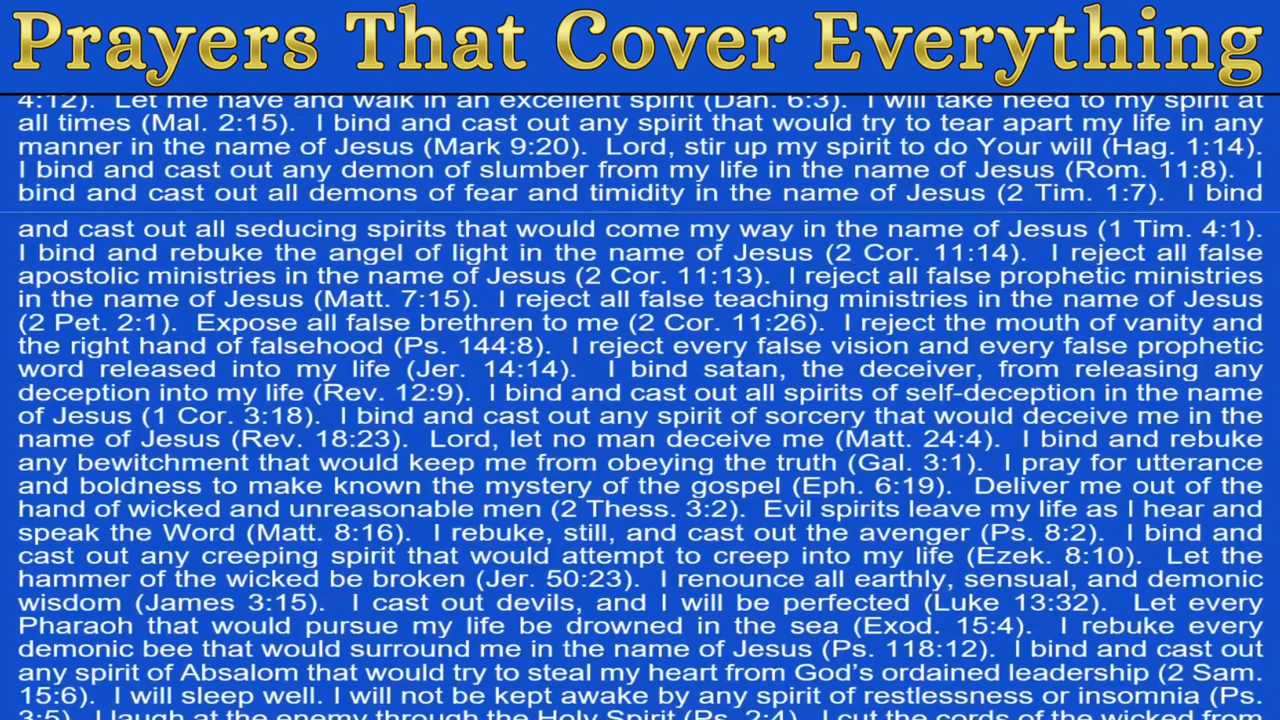 Prayers That Cover Everything
4:12).  Let me have and walk in an excellent spirit (Dan. 6:3).  I will take heed to my spirit at
all times (Mal. 2:15).  I bind and cast out any spirit that would try to tear apart my life in any
manner in the name of Jesus (Mark 9:20).  Lord, stir up my spirit to do Your will (Hag. 1:14).
I bind and cast out any demon of slumber from my life in the name of Jesus (Rom. 11:8).  I
bind and cast out all demons of fear and timidity in the name of Jesus (2 Tim. 1:7).  I bind
and cast out all seducing spirits that would come my way in the name of Jesus (1 Tim. 4:1).
I bind and rebuke the angel of light in the name of Jesus (2 Cor. 11:14).  I reject all false
apostolic ministries in the name of Jesus (2 Cor. 11:13).  I reject all false prophetic ministries
in the name of Jesus (Matt. 7:15).  I reject all false teaching ministries in the name of Jesus
(2 Pet. 2:1).  Expose all false brethren to me (2 Cor. 11:26).  I reject the mouth of vanity and
the right hand of falsehood (Ps. 144:8).  I reject every false vision and every false prophetic
word released into my life (Jer. 14:14).  I bind satan, the deceiver, from releasing any
deception into my life (Rev. 12:9).  I bind and cast out all spirits of self-deception in the name
of Jesus (1 Cor. 3:18).  I bind and cast out any spirit of sorcery that would deceive me in the
name of Jesus (Rev. 18:23).  Lord, let no man deceive me (Matt. 24:4).  I bind and rebuke
any bewitchment that would keep me from obeying the truth (Gal. 3:1).  I pray for utterance
and boldness to make known the mystery of the gospel (Eph. 6:19).  Deliver me out of the
hand of wicked and unreasonable men (2 Thess. 3:2).  Evil spirits leave my life as I hear and
speak the Word (Matt. 8:16).  I rebuke, still, and cast out the avenger (Ps. 8:2).  I bind and
cast out any creeping spirit that would attempt to creep into my life (Ezek. 8:10).  Let the
hammer of the wicked be broken (Jer. 50:23).  I renounce all earthly, sensual, and demonic
wisdom (James 3:15).  I cast out devils, and I will be perfected (Luke 13:32).  Let every
Pharaoh that would pursue my life be drowned in the sea (Exod. 15:4).  I rebuke every
demonic bee that would surround me in the name of Jesus (Ps. 118:12).  I bind and cast out
any spirit of Absalom that would try to steal my heart from God’s ordained leadership (2 Sam.
15:6).  I will sleep well. I will not be kept awake by any spirit of restlessness or insomnia (Ps.
3:5).  I laugh at the enemy through the Holy Spirit (Ps. 2:4).  I cut the cords of the wicked from